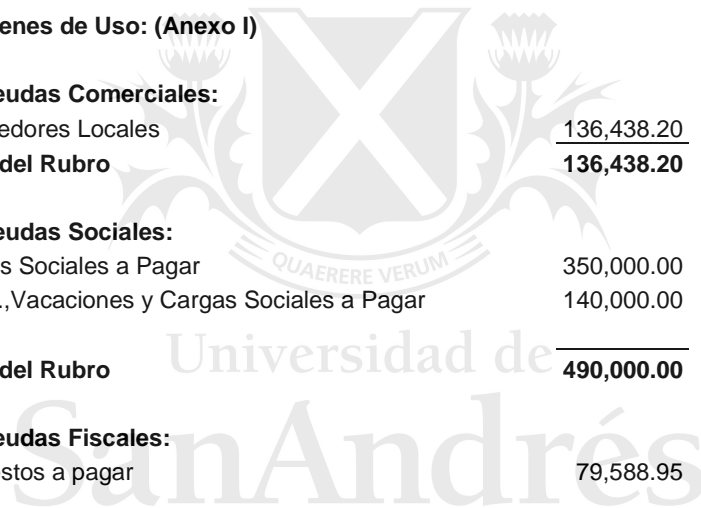 enes de Uso: (Anexo I)
eudas Comerciales:
edores Locales 136,438.20
del Rubro 136,438.20
eudas Sociales:
s Sociales a Pagar 350,000.00
.,Vacaciones y Cargas Sociales a Pagar 140,000.00
del Rubro 490,000.00
eudas Fiscales:
stos a pagar 79,588.95
QUAERERE VERUM
Universidad de
SanAndrés